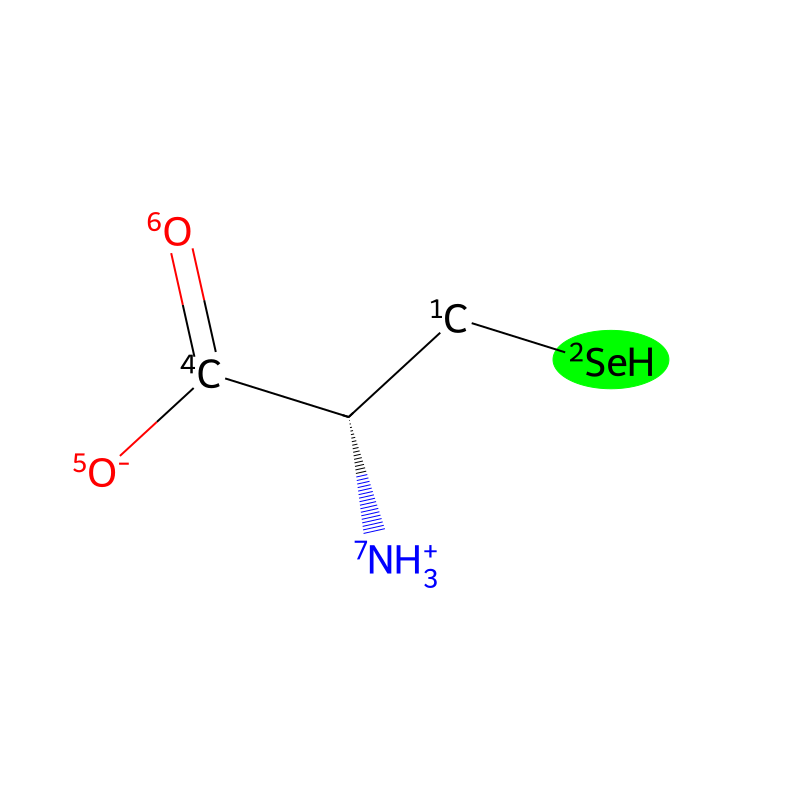 ⁶O
¹C
²SeH
⁴C
⁵O⁻
⁷NH₃⁺